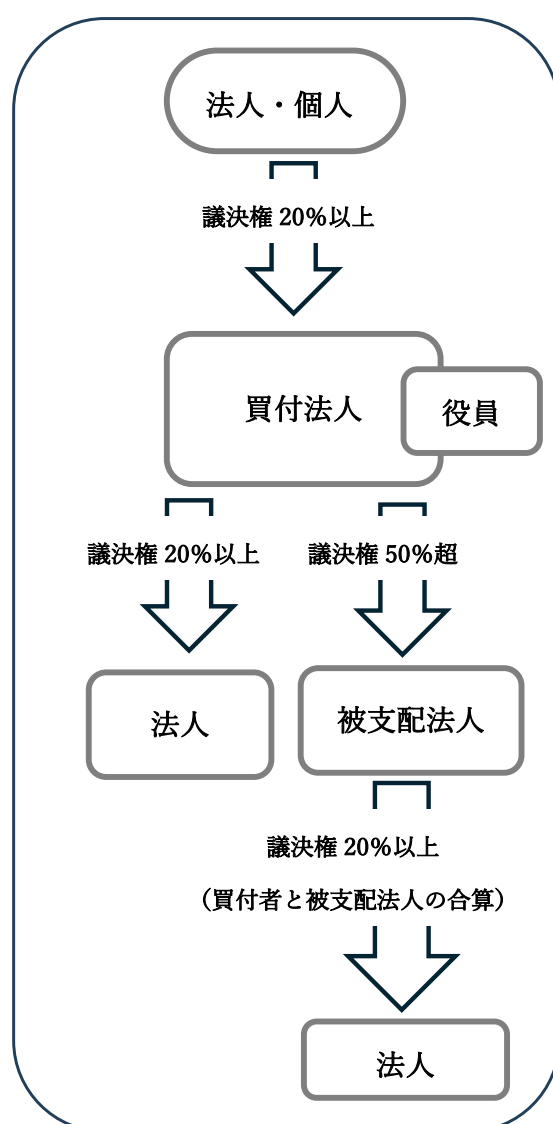 法人・個人
議決権 20％以上
買付法人
役員
議決権 20％以上
議決権 50％超
法人
被支配法人
議決権 20％以上
（買付者と被支配法人の合算）
法人